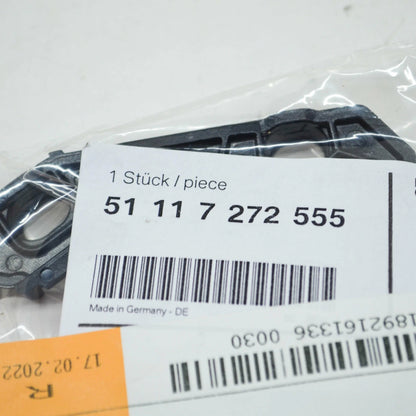 1 Stück / piece
51 11 7 272 555
Made in Germany - DE
1892161336 0030
17.02.2022
R